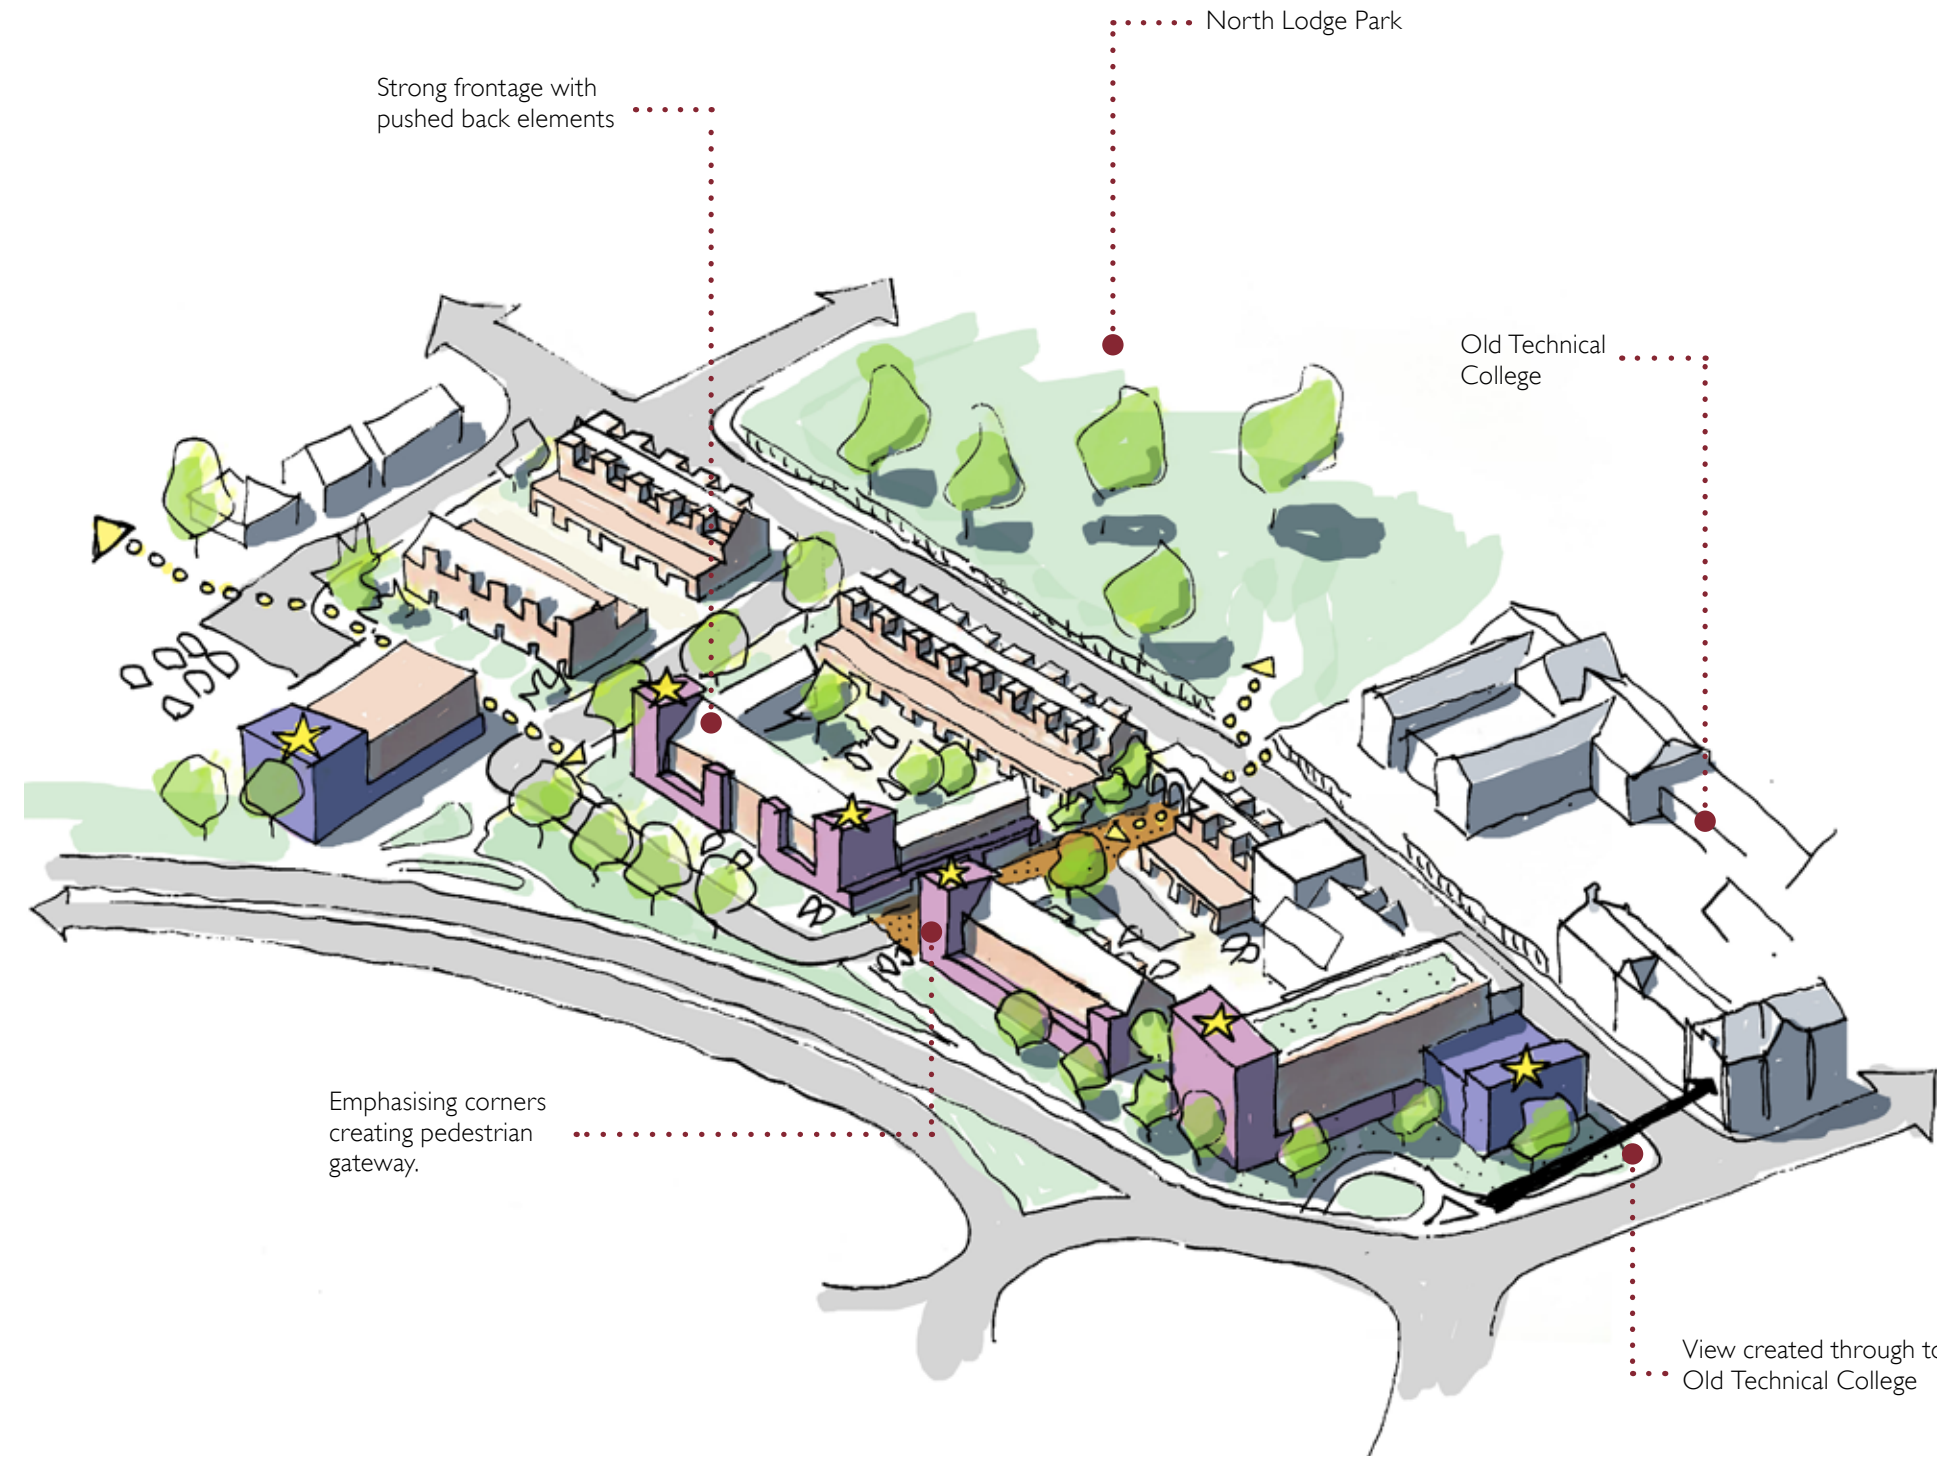 North Lodge Park
Strong frontage with
pushed back elements
Old Technical
College
Emphasising corners
creating pedestrian
gateway.
View created through to
Old Technical College